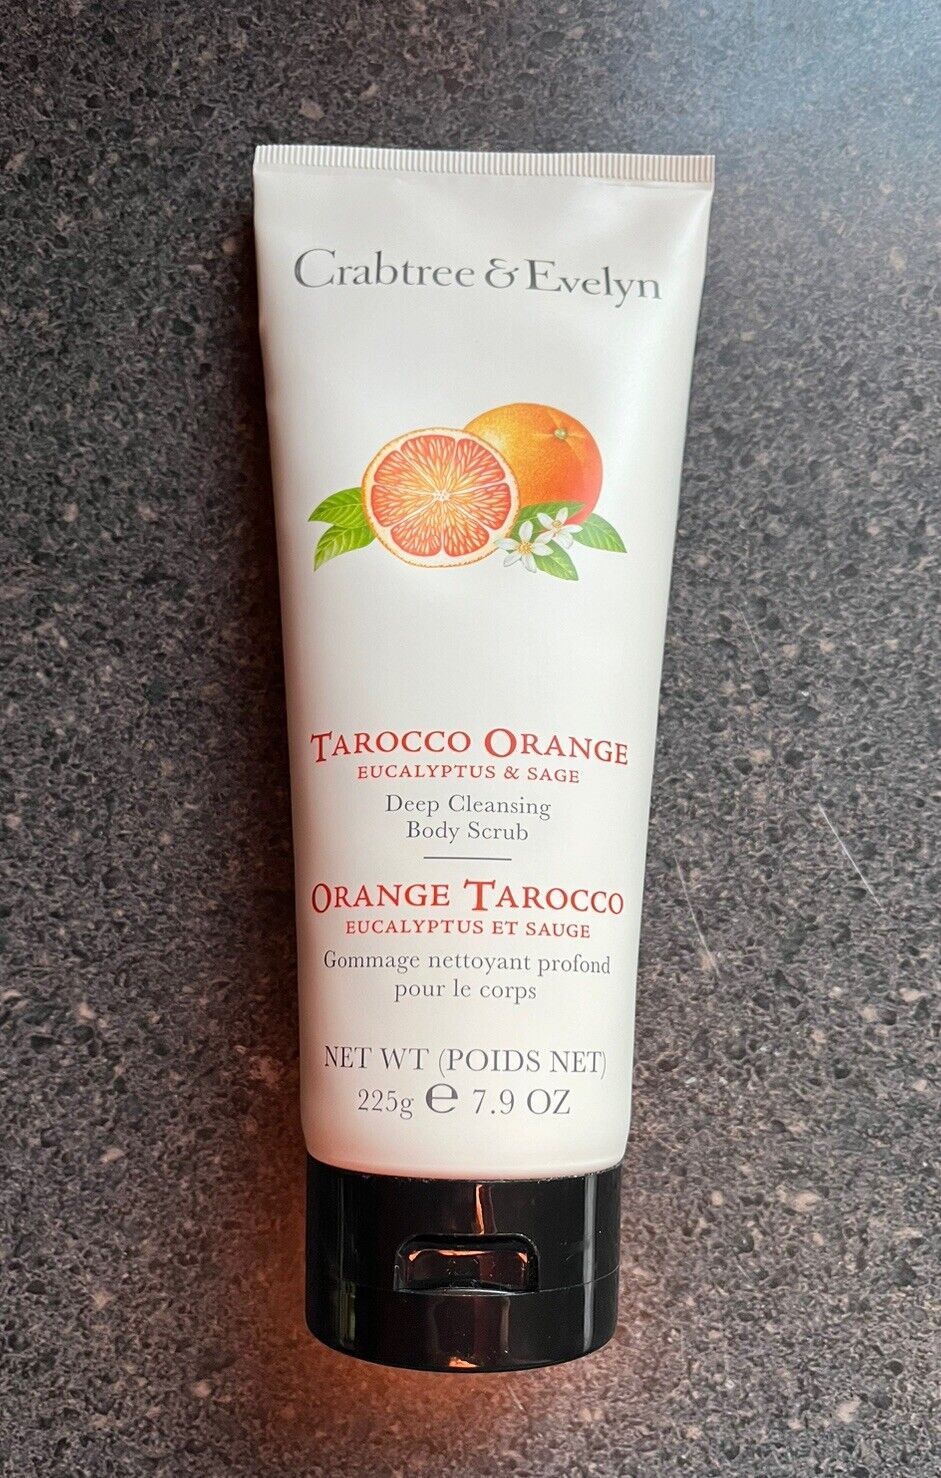 Crabtree & Evelyn
TAROCCO ORANGE
EUCALYPTUS & SAGE
Deep Cleansing
Body Scrub
ORANGE TAROCCO
EUCALYPTUS ET SAUGE
Gommage nettoyant profond
pour le corps
NET WT (POIDS NET)
225g ℮ 7.9 OZ